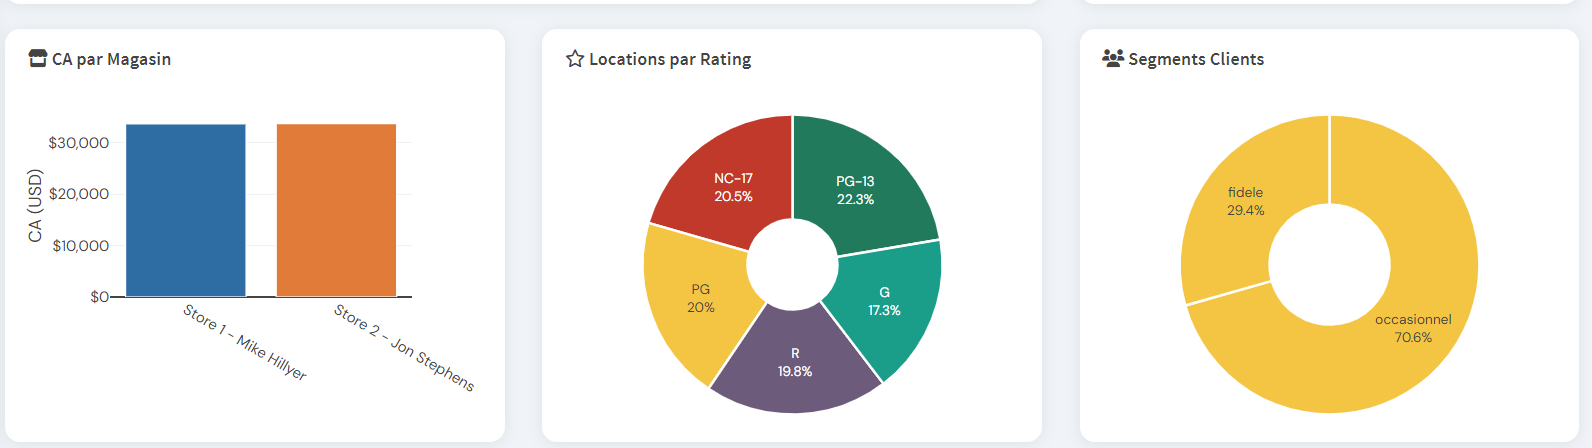 CA par Magasin
CA (USD)
$30,000
$20,000
$10,000
$0
Store 1 - Mike Hillyer
Store 2 - Jon Stephens
Locations par Rating
NC-17
20.5%
PG-13
22.3%
PG
20%
G
17.3%
R
19.8%
Segments Clients
fidele
29.4%
occasionnel
70.6%